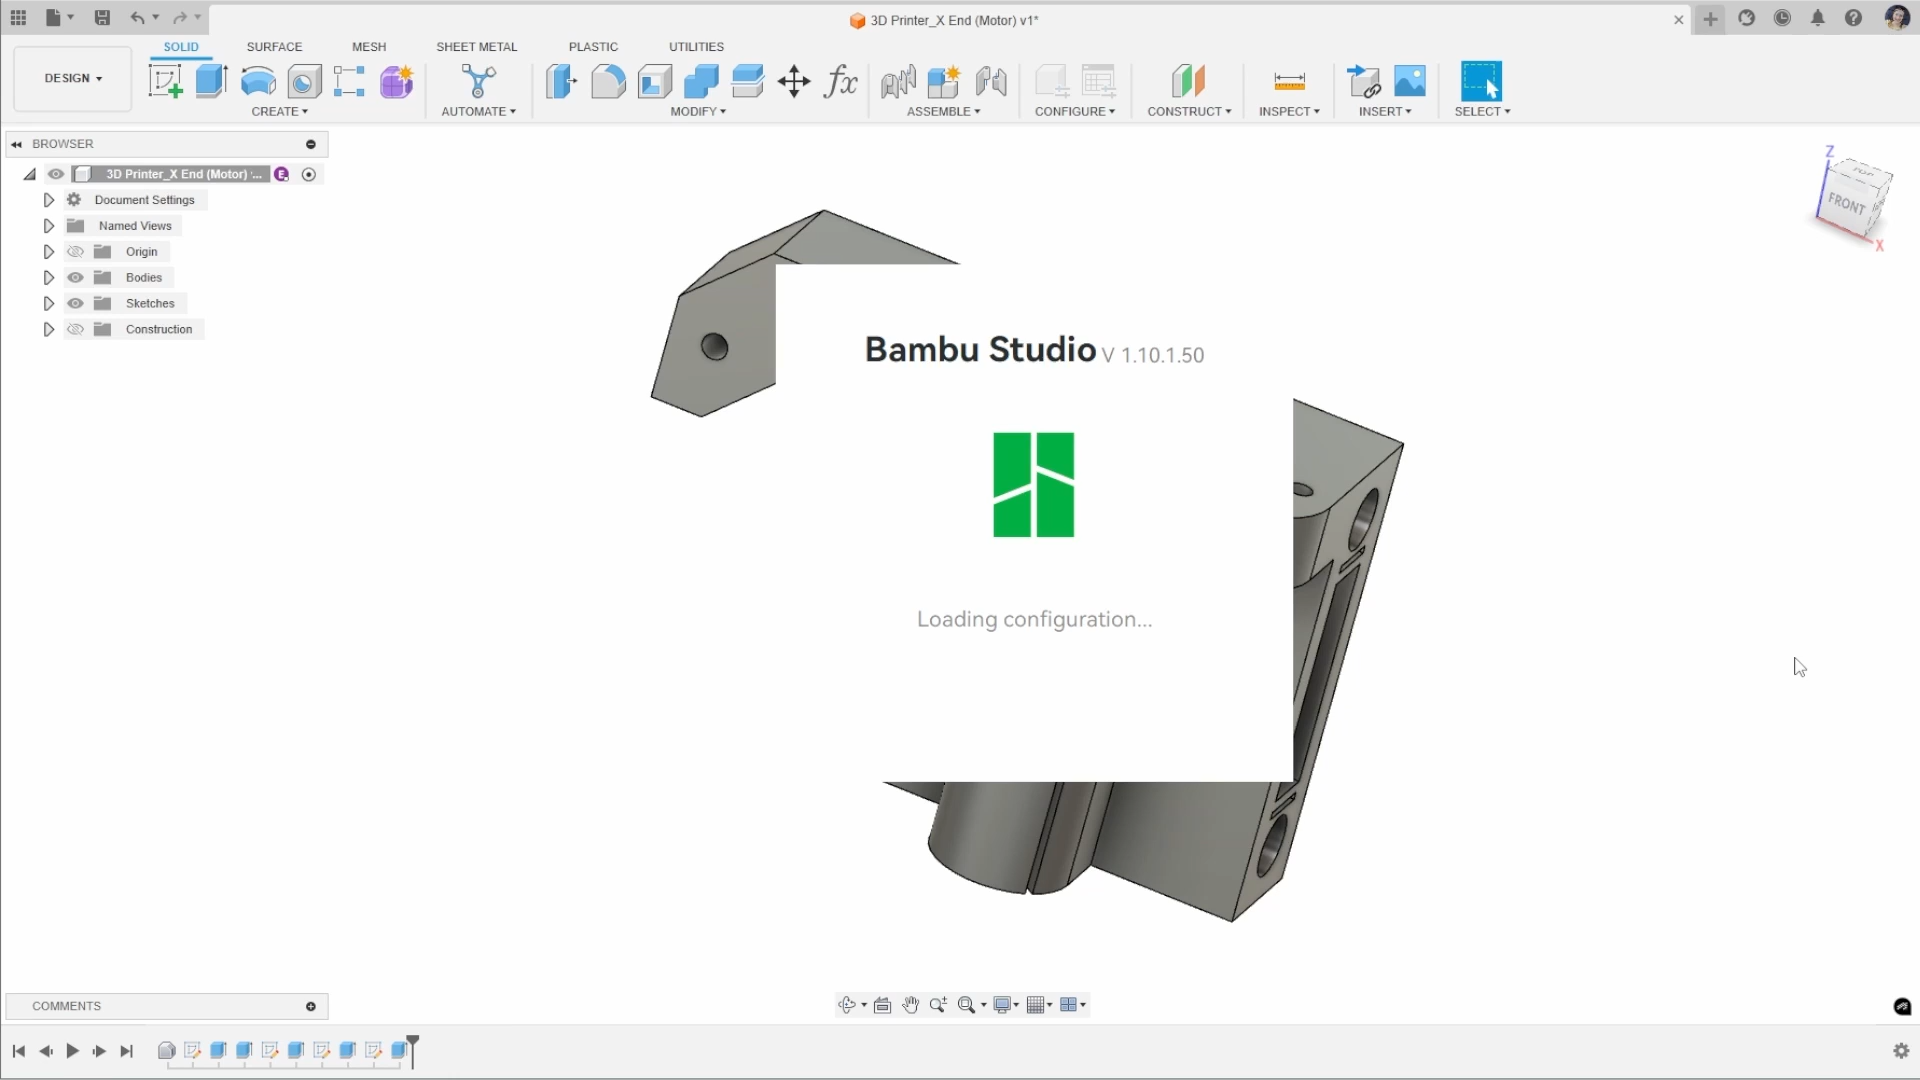 3D Printer_X End (Motor) v1*
SOLID
SURFACE
MESH
SHEET METAL
PLASTIC
UTILITIES
DESIGN
CREATE
AUTOMATE
MODIFY
ASSEMBLE
CONFIGURE
CONSTRUCT
INSPECT
INSERT
SELECT
fx
BROWSER
3D Printer_X End (Motor) ...
E
Document Settings
Named Views
Origin
Bodies
Sketches
Construction
Z
TOP
FRONT
X
Bambu Studio V 1.10.1.50
Loading configuration...
COMMENTS